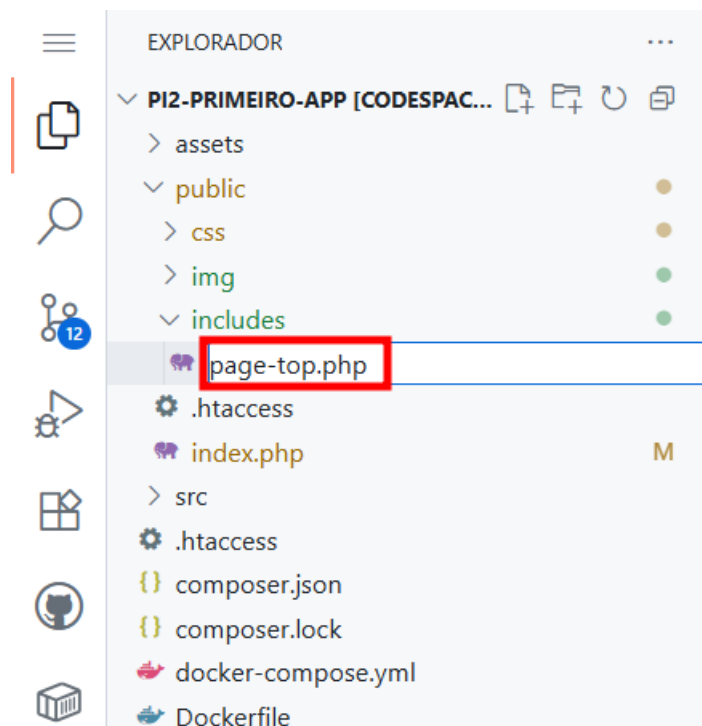 EXPLORADOR ...
PI2-PRIMEIRO-APP [CODESPAC...
assets
public
css
img
includes
12
page-top.php
.htaccess
index.php M
src
.htaccess
{} composer.json
{} composer.lock
docker-compose.yml
Dockerfile